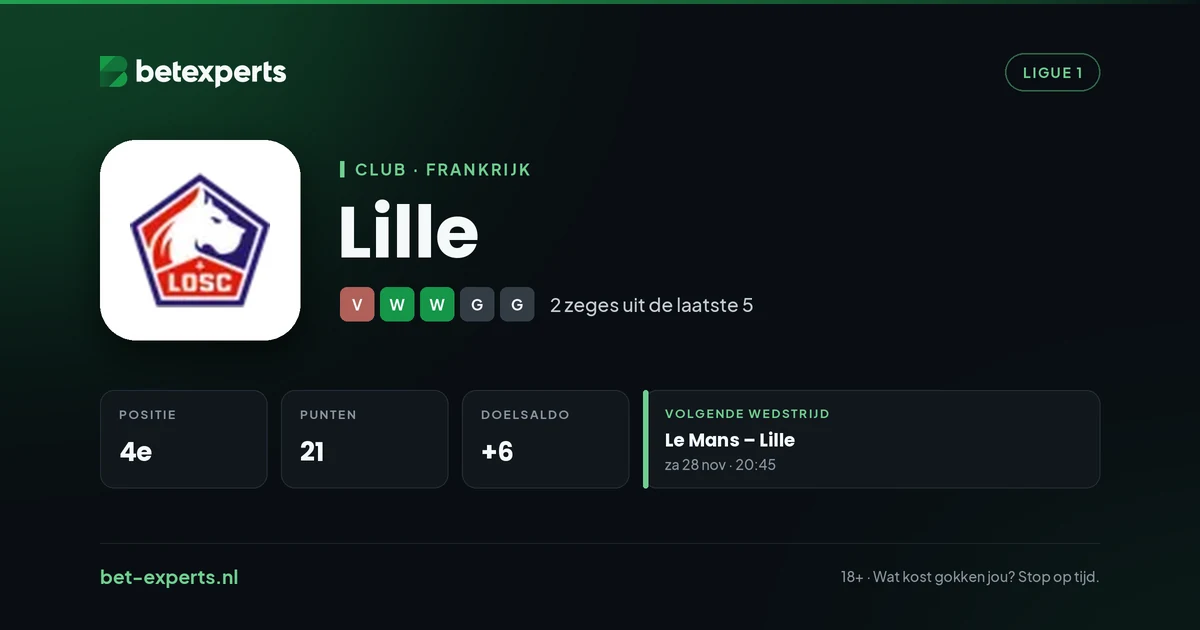 betexperts
LIGUE 1
LOSC
CLUB · FRANKRIJK
Lille
V W W G G 2 zeges uit de laatste 5
POSITIE
4e
PUNTEN
21
DOELSALDO
+6
VOLGENDE WEDSTRIJD
Le Mans – Lille
za 28 nov · 20:45
bet-experts.nl
18+ · Wat kost gokken jou? Stop op tijd.